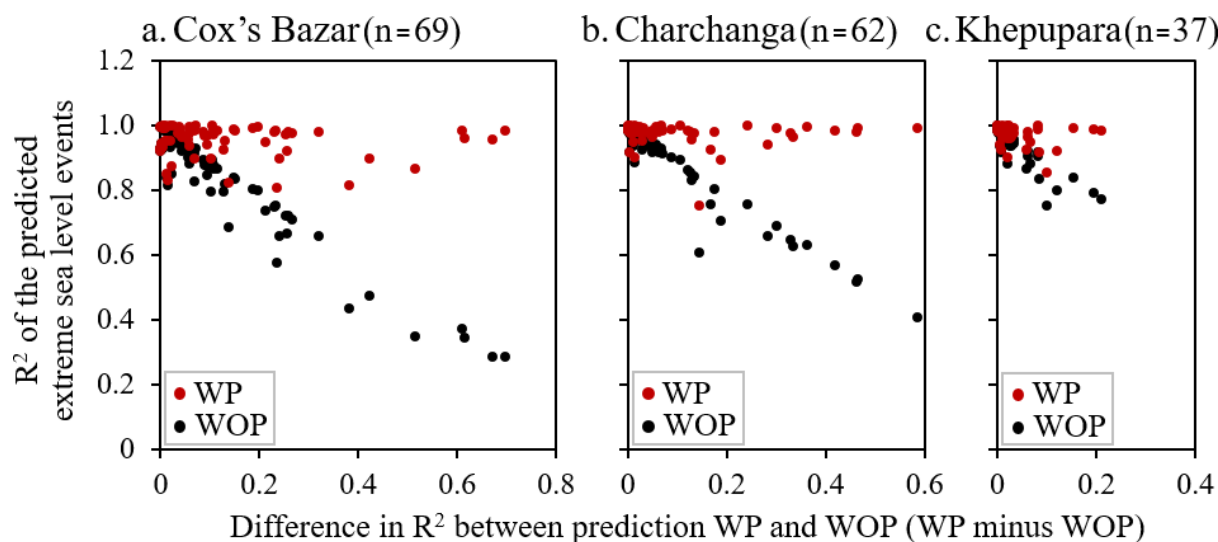 a. Cox's Bazar (n=69)
b. Charchanga (n=62)
c. Khepupara (n=37)
R² of the predicted
extreme sea level events
1.2
1.0
0.8
0.6
0.4
0.2
0
WP
WOP
WP
WOP
WP
WOP
0 0.2 0.4 0.6 0.8
0 0.2 0.4 0.6
0 0.2 0.4
Difference in R² between prediction WP and WOP (WP minus WOP)